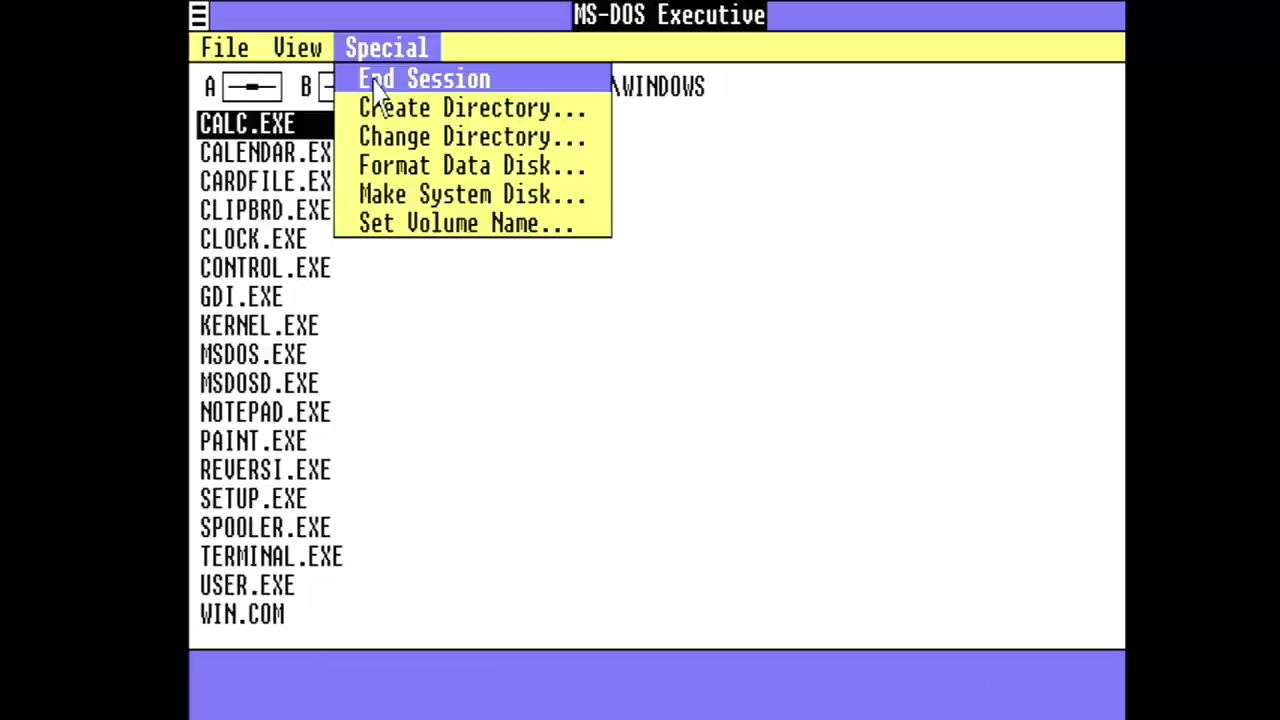 MS-DOS Executive
File View Special
A B \WINDOWS
End Session
Create Directory...
Change Directory...
Format Data Disk...
Make System Disk...
Set Volume Name...
CALC.EXE
CALENDAR.EX
CARDFILE.EX
CLIPBRD.EXE
CLOCK.EXE
CONTROL.EXE
GDI.EXE
KERNEL.EXE
MSDOS.EXE
MSDOSD.EXE
NOTEPAD.EXE
PAINT.EXE
REVERSI.EXE
SETUP.EXE
SPOOLER.EXE
TERMINAL.EXE
USER.EXE
WIN.COM